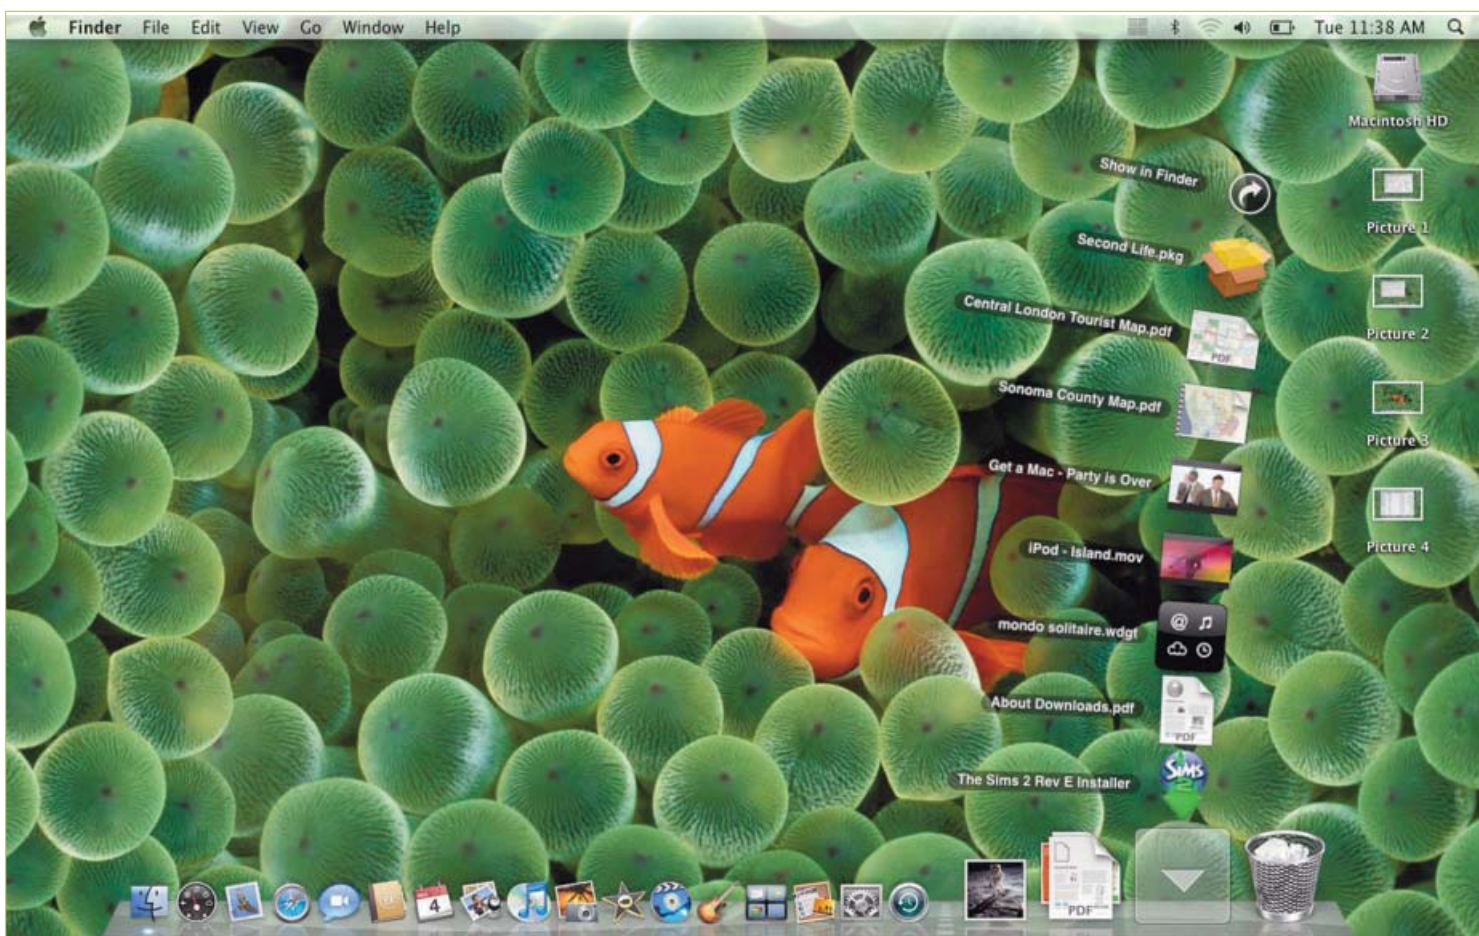 Finder File Edit View Go Window Help Tue 11:38 AM
Macintosh HD
Show in Finder
Picture 1
Second Life.pkg
Central London Tourist Map.pdf
PDF
Picture 2
Sonoma County Map.pdf
Picture 3
Get a Mac - Party is Over
Picture 4
iPod - Island.mov
mondo solitaire.wdgt
@
About Downloads.pdf
PDF
The Sims 2 Rev E Installer
SIMS
2
4
PDF